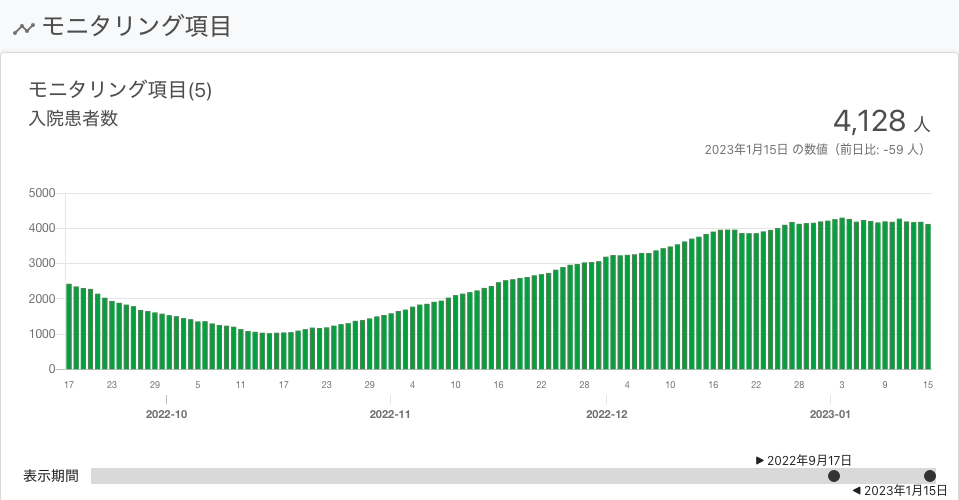 モニタリング項目
モニタリング項目(5)
入院患者数
4,128 人
2023年1月15日 の数値（前日比: -59 人）
5000
4000
3000
2000
1000
0
17 23 29 5 11 17 23 29 4 10 16 22 28 4 10 16 22 28 3 9 15
2022-10 2022-11 2022-12 2023-01
▶ 2022年9月17日
表示期間
◀ 2023年1月15日